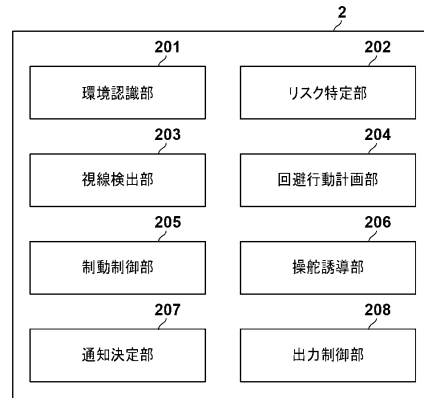 2
201
202
環境認識部
リスク特定部
203
204
視線検出部
回避行動計画部
205
206
制動制御部
操舵誘導部
207
208
通知決定部
出力制御部